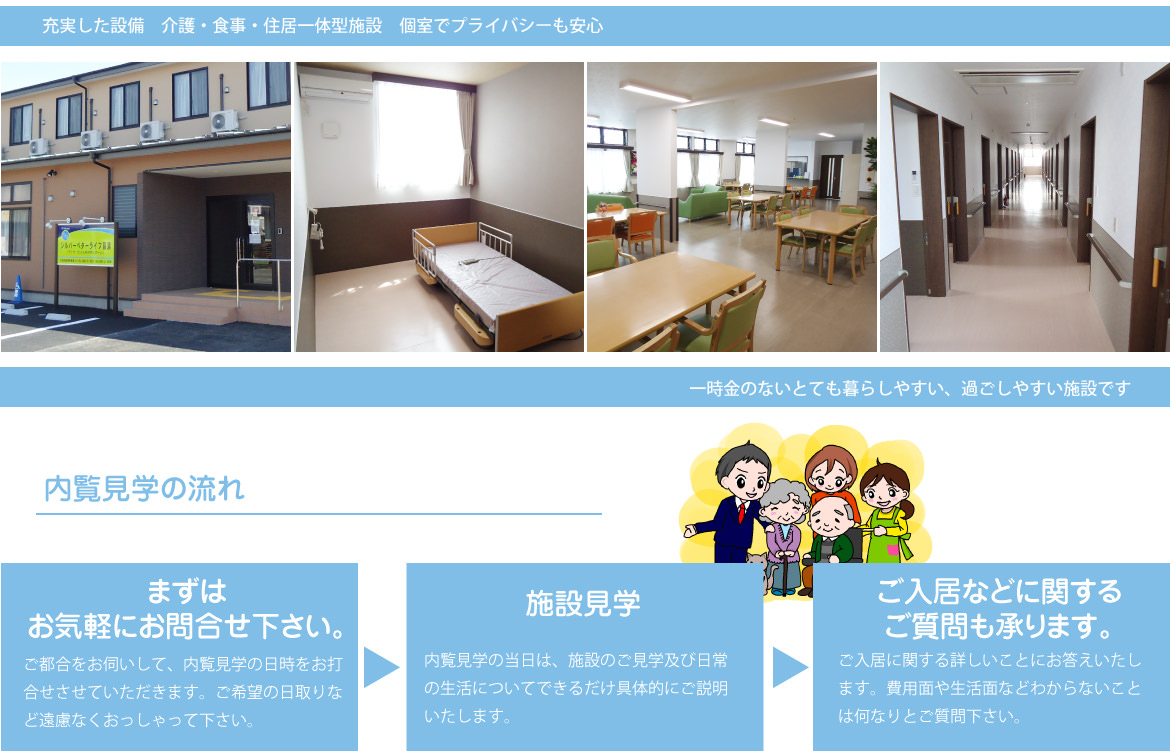 充実した設備　介護・食事・住居一体型施設　個室でプライバシーも安心
一時金のないとても暮らしやすい、過ごしやすい施設です
内覧見学の流れ
まずは
お気軽にお問合せ下さい。
ご都合をお伺いして、内覧見学の日時をお打
合せさせていただきます。ご希望の日取りな
ど遠慮なくおっしゃって下さい。
施設見学
内覧見学の当日は、施設のご見学及び日常
の生活についてできるだけ具体的にご説明
いたします。
ご入居などに関する
ご質問も承ります。
ご入居に関する詳しいことにお答えいたし
ます。費用面や生活面などわからないこと
は何なりとご質問下さい。